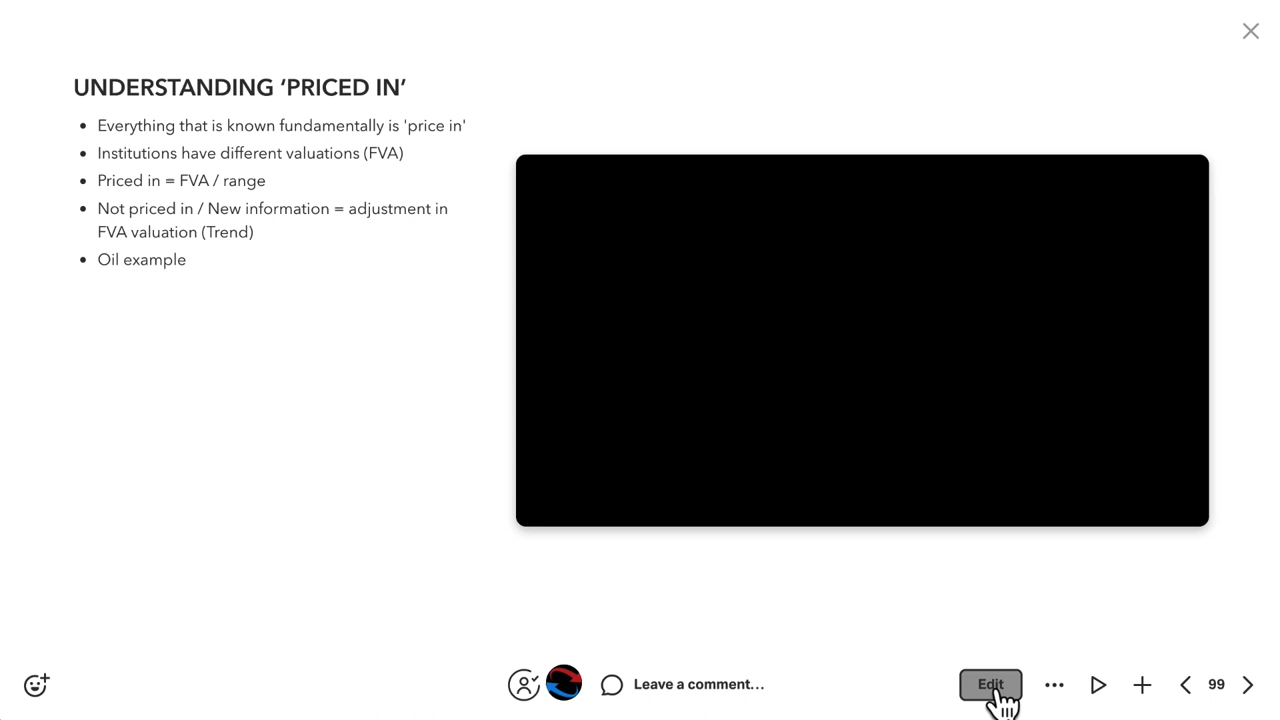 UNDERSTANDING ‘PRICED IN’
• Everything that is known fundamentally is 'price in'
• Institutions have different valuations (FVA)
• Priced in = FVA / range
• Not priced in / New information = adjustment in
FVA valuation (Trend)
• Oil example
Leave a comment...
Edit
99